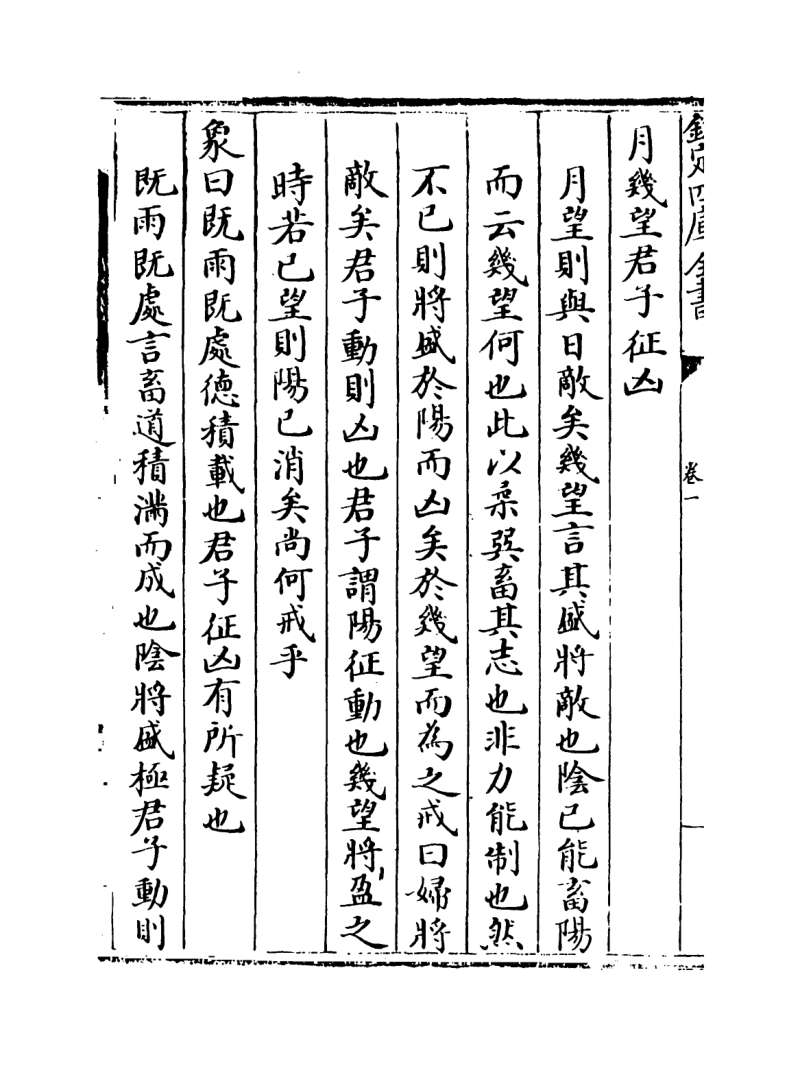 欽定四庫全書
卷一
月幾望君子征凶
月望則與日敵矣幾望言其盛將敵也陰已能畜陽
而云幾望何也此以柔巽畜其志也非力能制也然
不已則將盛於陽而凶矣於幾望而為之戒曰婦將
敵矣君子動則凶也君子謂陽征動也幾望將盈之
時若已望則陽已消矣尚何戒乎
象曰既雨既處德積載也君子征凶有所疑也
既雨既處言畜道積滿而成也陰將盛極君子動則